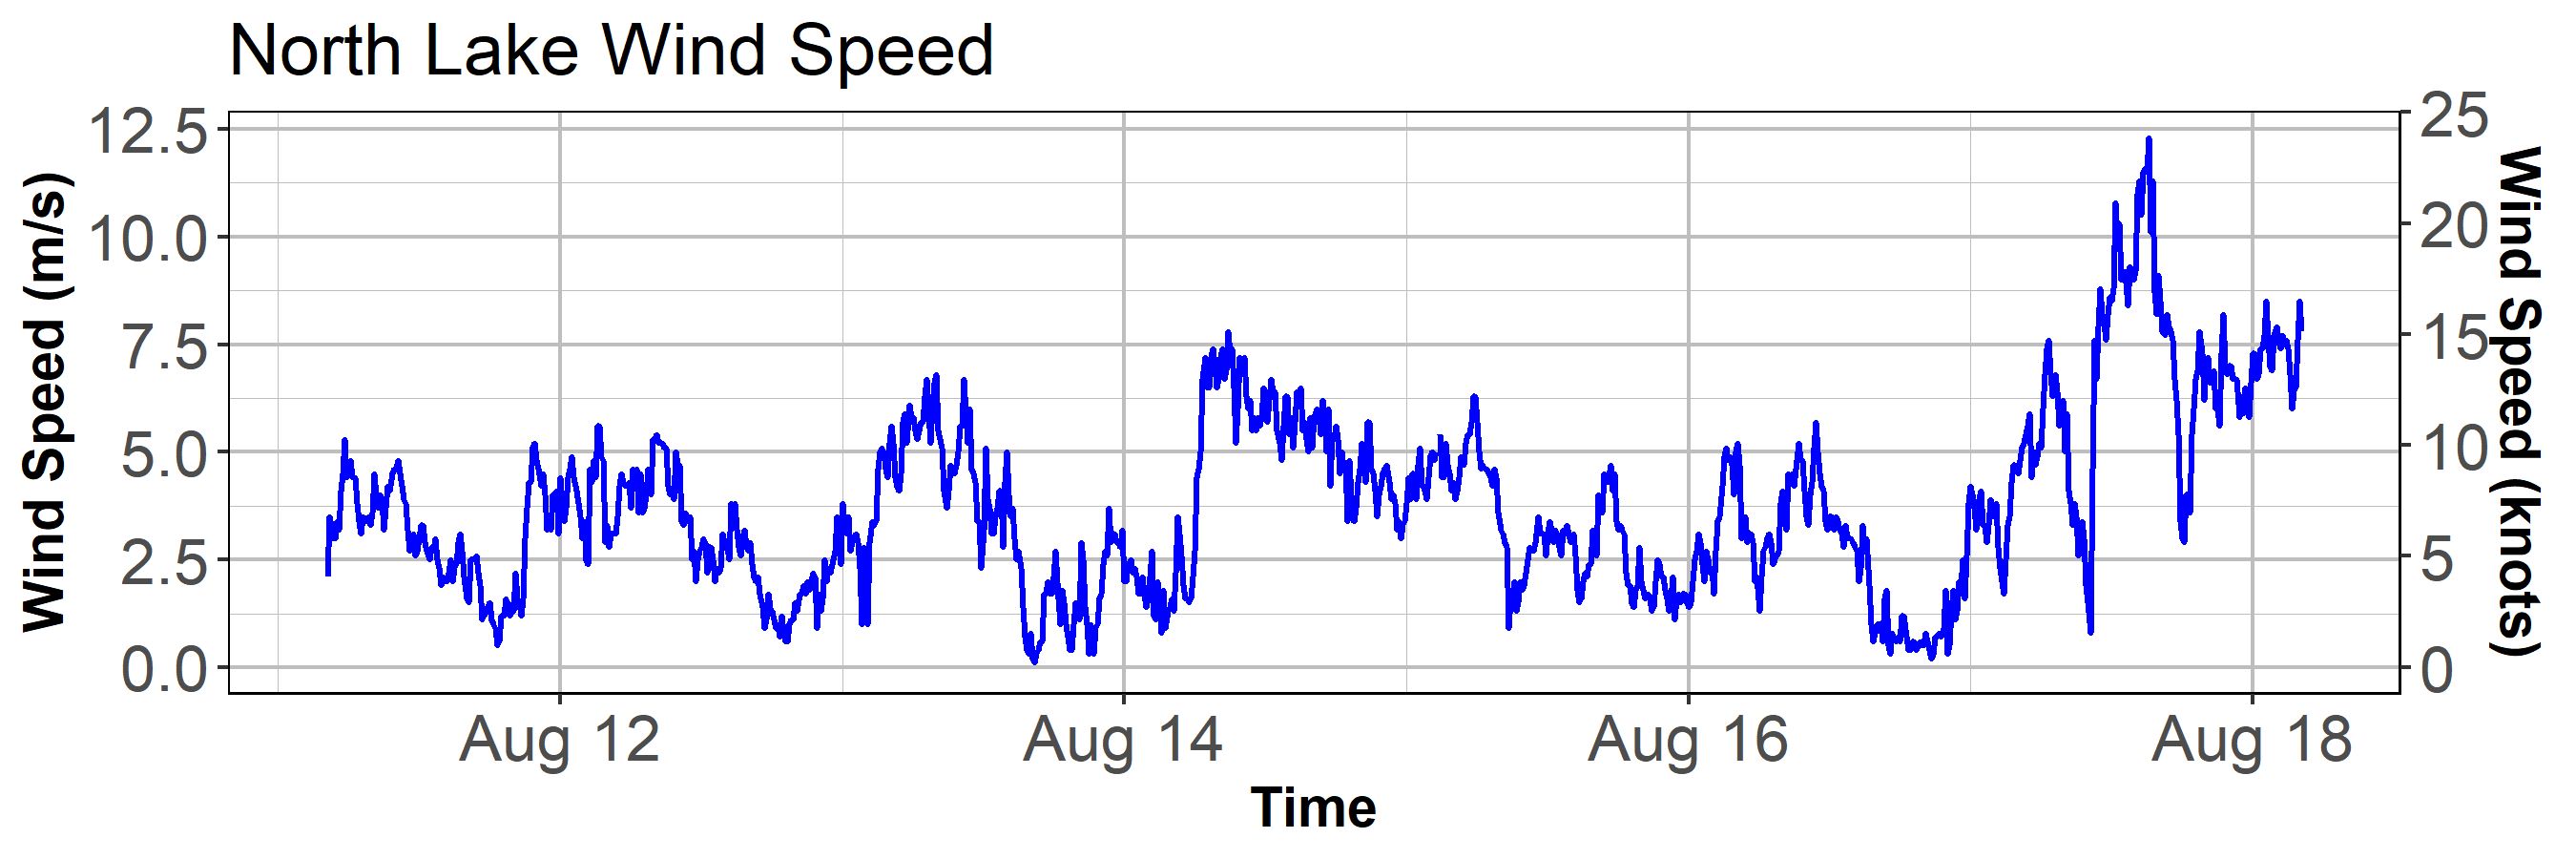 North Lake Wind Speed
Wind Speed (m/s)
12.5
10.0
7.5
5.0
2.5
0.0
25
20
15
10
5
0
Wind Speed (knots)
Aug 12
Aug 14
Aug 16
Aug 18
Time